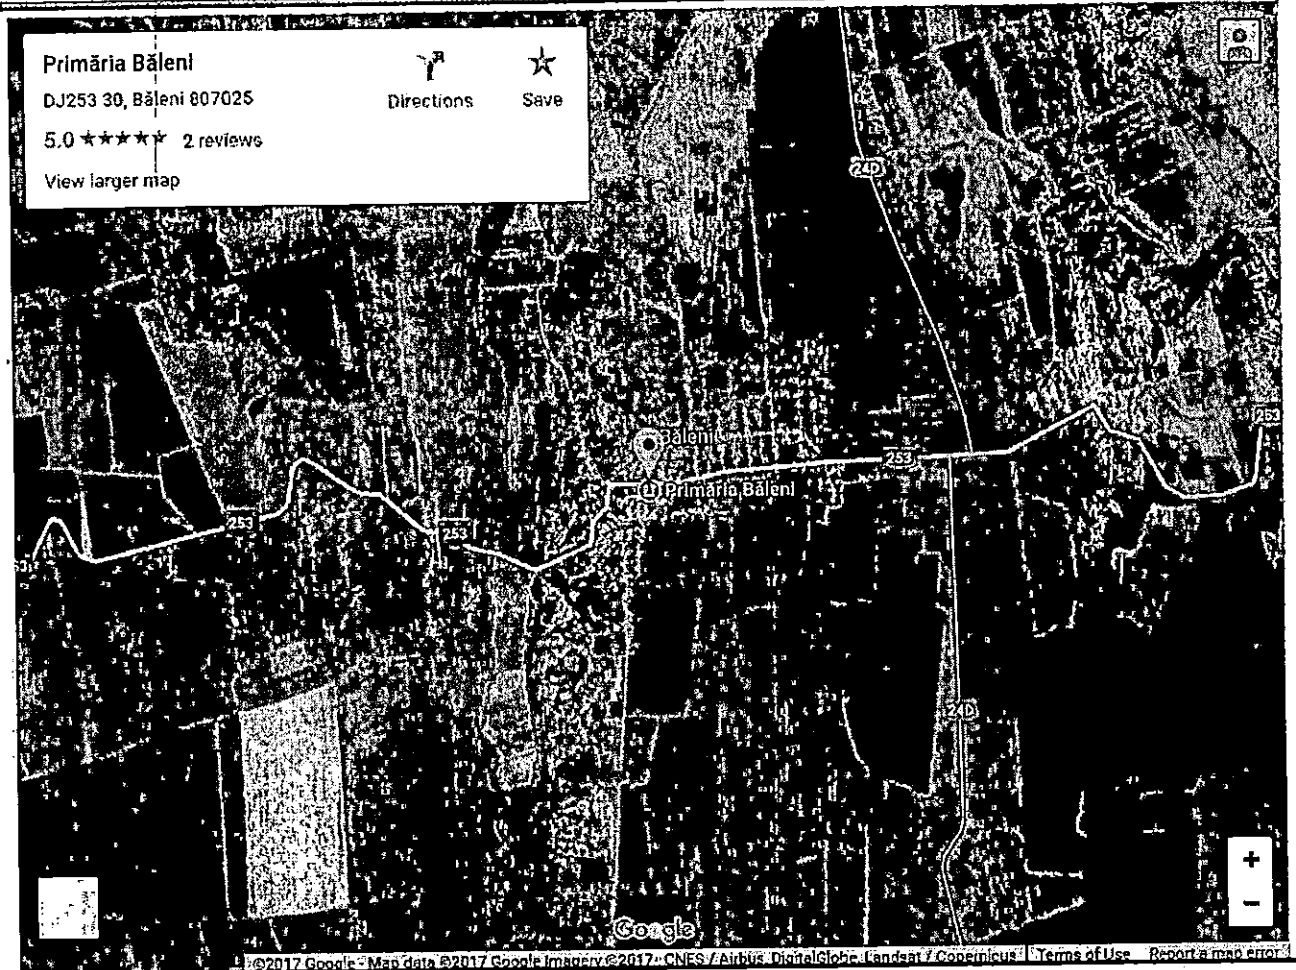 Primăria Băleni
DJ253 30, Băleni 807025
Directions
Save
5.0 ★★★★★ 2 reviews
View larger map
24D
253
Băleni
253
Primăria Băleni
253
253
24D
+
−
Google
©2017 Google - Map data ©2017 Google Imagery ©2017, CNES / Airbus, DigitalGlobe, Landsat / Copernicus
Terms of Use
Report a map error